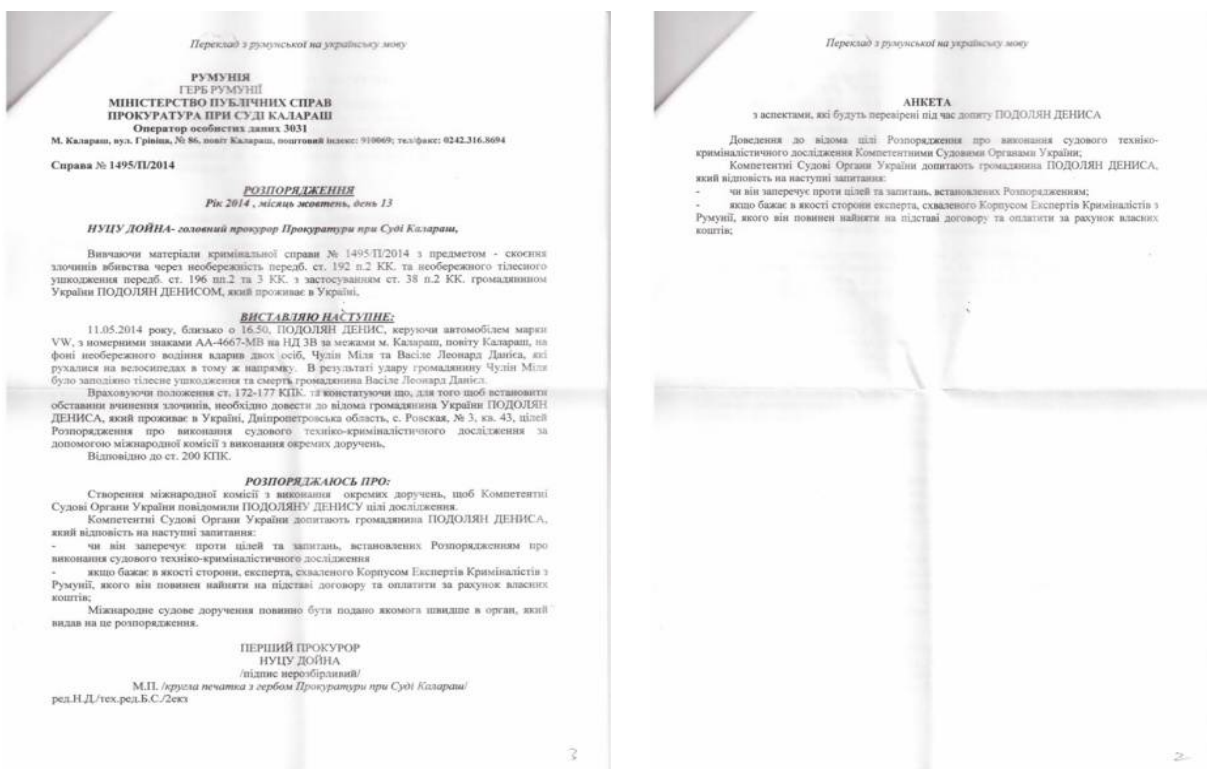 Переклад з румунської на українську мову
РУМУНІЯ
ГЕРБ РУМУНІЇ
МІНІСТЕРСТВО ПУБЛІЧНИХ СПРАВ
ПРОКУРАТУРА ПРИ СУДІ КАЛАРАШ
Оператор особистих даних 3031
М. Калараш, вул. Грівіца, № 86, повіт Калараш, поштовий індекс: 910069; тел/факс: 0242.316.8694
Справа № 1495/П/2014
РОЗПОРЯДЖЕННЯ
Рік 2014 , місяць жовтень, день 13
НУЦУ ДОЙНА- головний прокурор Прокуратури при Суді Калараш,
Вивчаючи матеріали кримінальної справи № 1495/П/2014 з предметом - скоєння
злочинів вбивства через необережність передб. ст. 192 п.2 КК. та необережного тілесного
ушкодження передб. ст. 196 пп.2 та 3 КК. з застосуванням ст. 38 п.2 КК. громадянином
України ПОДОЛЯН ДЕНИСОМ, який проживає в Україні,
ВИСТАВЛЯЮ НАСТУПНЕ:
11.05.2014 року, близько о 16.50, ПОДОЛЯН ДЕНИС, керуючи автомобілем марки
VW, з номерними знаками АА-4667-МВ на НД 3В за межами м. Калараш, повіту Калараш, на
фоні необережного водіння вдарив двох осіб, Чулін Міля та Васіле Леонард Данієл, які
рухалися на велосипедах в тому ж напрямку. В результаті удару громадянину Чулін Міля
було заподіяно тілесне ушкодження та смерть громадянина Васіле Леонард Данієл.
Враховуючи положення ст. 172-177 КПК. та констатуючи що, для того щоб встановити
обставини вчинення злочинів, необхідно довести до відома громадянина України ПОДОЛЯН
ДЕНИСА, який проживає в Україні, Дніпропетровська область, с. Ровская, № 3, кв. 43, цілей
Розпорядження про виконання судового техніко-криміналістичного дослідження за
допомогою міжнародної комісії з виконання окремих доручень,
Відповідно до ст. 200 КПК.
РОЗПОРЯДЖАЮСЬ ПРО:
Створення міжнародної комісії з виконання окремих доручень, щоб Компетентні
Судові Органи України повідомили ПОДОЛЯНУ ДЕНИСУ цілі дослідження.
Компетентні Судові Органи України допитають громадянина ПОДОЛЯН ДЕНИСА,
який відповість на наступні запитання:
- чи він заперечує проти цілей та запитань, встановлених Розпорядженням про
виконання судового техніко-криміналістичного дослідження
- якщо бажає в якості сторони, експерта, схваленого Корпусом Експертів Криміналістів з
Румунії, якого він повинен найняти на підставі договору та оплатити за рахунок власних
коштів;
Міжнародне судове доручення повинно бути подано якомога швидше в орган, який
видав на це розпорядження.
ПЕРШИЙ ПРОКУРОР
НУЦУ ДОЙНА
/підпис нерозбірливий/
М.П. /кругла печатка з гербом Прокуратури при Суді Калараш/
ред.Н.Д./тех.ред.Б.С./2екз
3
Переклад з румунської на українську мову
АНКЕТА
з аспектами, які будуть перевірені під час допиту ПОДОЛЯН ДЕНИСА
Доведення до відома цілі Розпорядження про виконання судового техніко-
криміналістичного дослідження Компетентними Судовими Органами України;
Компетентні Судові Органи України допитають громадянина ПОДОЛЯН ДЕНИСА,
який відповість на наступні запитання:
- чи він заперечує проти цілей та запитань, встановлених Розпорядженням;
- якщо бажає в якості сторони експерта, схваленого Корпусом Експертів Криміналістів з
Румунії, якого він повинен найняти на підставі договору та оплатити за рахунок власних
коштів;
2